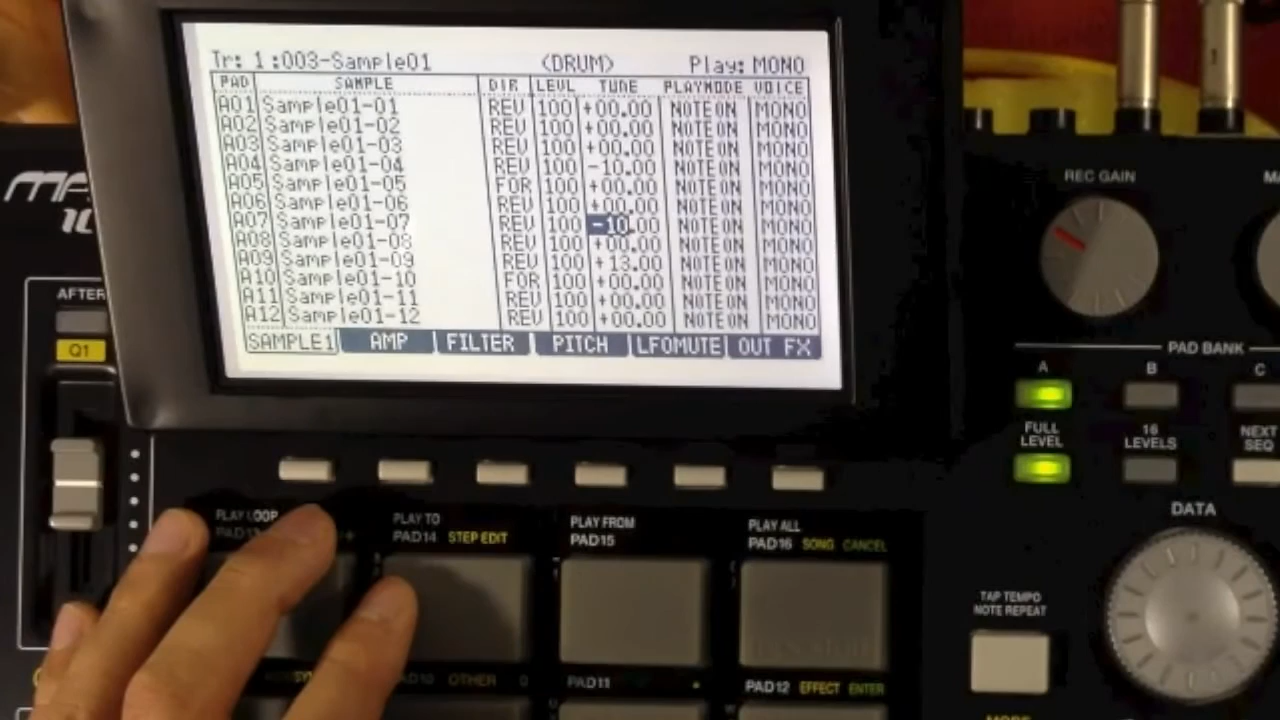 Tr: 1:003-Sample01 (DRUM) Play: MONO
PAD SAMPLE DIR LEVL TUNE PLAYMODE VOICE
A01 Sample01-01 REV 100 +00.00 NOTE ON MONO
A02 Sample01-02 REV 100 +00.00 NOTE ON MONO
A03 Sample01-03 REV 100 +00.00 NOTE ON MONO
A04 Sample01-04 REV 100 -10.00 NOTE ON MONO
A05 Sample01-05 FOR 100 +00.00 NOTE ON MONO
A06 Sample01-06 REV 100 +00.00 NOTE ON MONO
A07 Sample01-07 REV 100 -10.00 NOTE ON MONO
A08 Sample01-08 REV 100 +00.00 NOTE ON MONO
A09 Sample01-09 REV 100 +13.00 NOTE ON MONO
A10 Sample01-10 FOR 100 +00.00 NOTE ON MONO
A11 Sample01-11 REV 100 +00.00 NOTE ON MONO
A12 Sample01-12 REV 100 +00.00 NOTE ON MONO
SAMPLE1 AMP FILTER PITCH LFOMUTE OUT FX
REC GAIN
AFTER
Q1
PAD BANK
A B C
FULL LEVEL
16 LEVELS
NEXT SEQ
DATA
TAP TEMPO
NOTE REPEAT
PLAY LOOP
PLAY TO
PAD14 STEP EDIT
PLAY FROM
PAD15
PLAY ALL
PAD16 SONG CANCEL
PAD10 OTHER
PAD11
PAD12 EFFECT ENTER
MODE